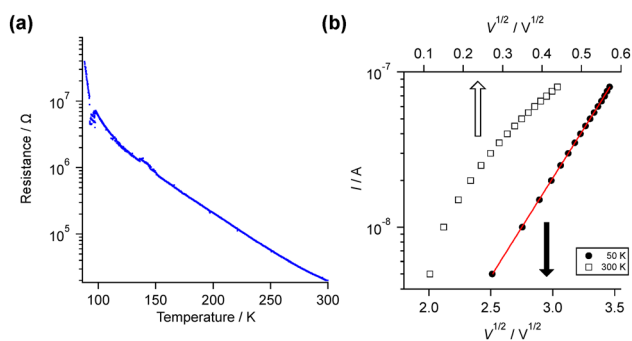 (a)
Resistance / Ω
10⁷
10⁶
10⁵
100 150 200 250 300
Temperature / K
(b)
V^1/2 / V^1/2
0.1 0.2 0.3 0.4 0.5 0.6
I / A
10⁻⁷
10⁻⁸
50 K
300 K
2.0 2.5 3.0 3.5
V^1/2 / V^1/2